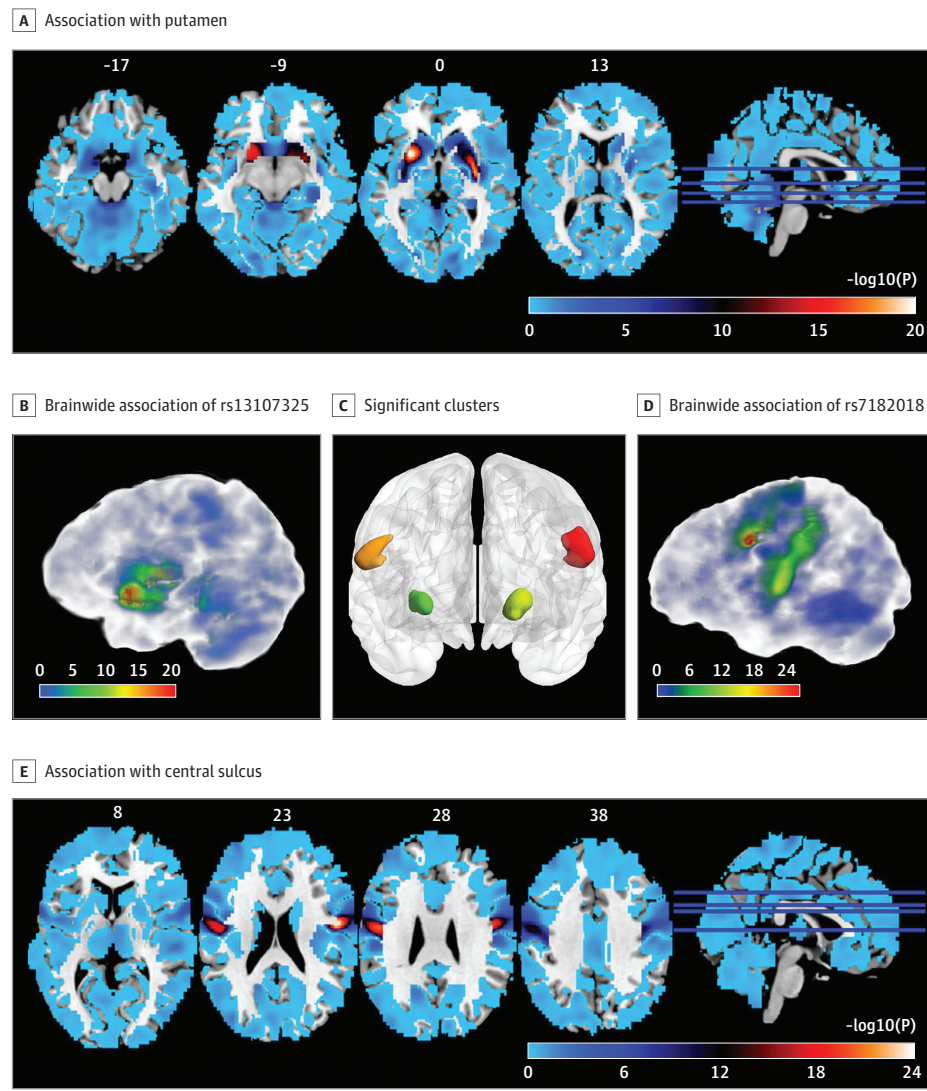 A Association with putamen
-17 -9 0 13
-log10(P)
0 5 10 15 20
B Brainwide association of rs13107325
C Significant clusters
D Brainwide association of rs7182018
0 5 10 15 20
0 6 12 18 24
E Association with central sulcus
8 23 28 38
-log10(P)
0 6 12 18 24